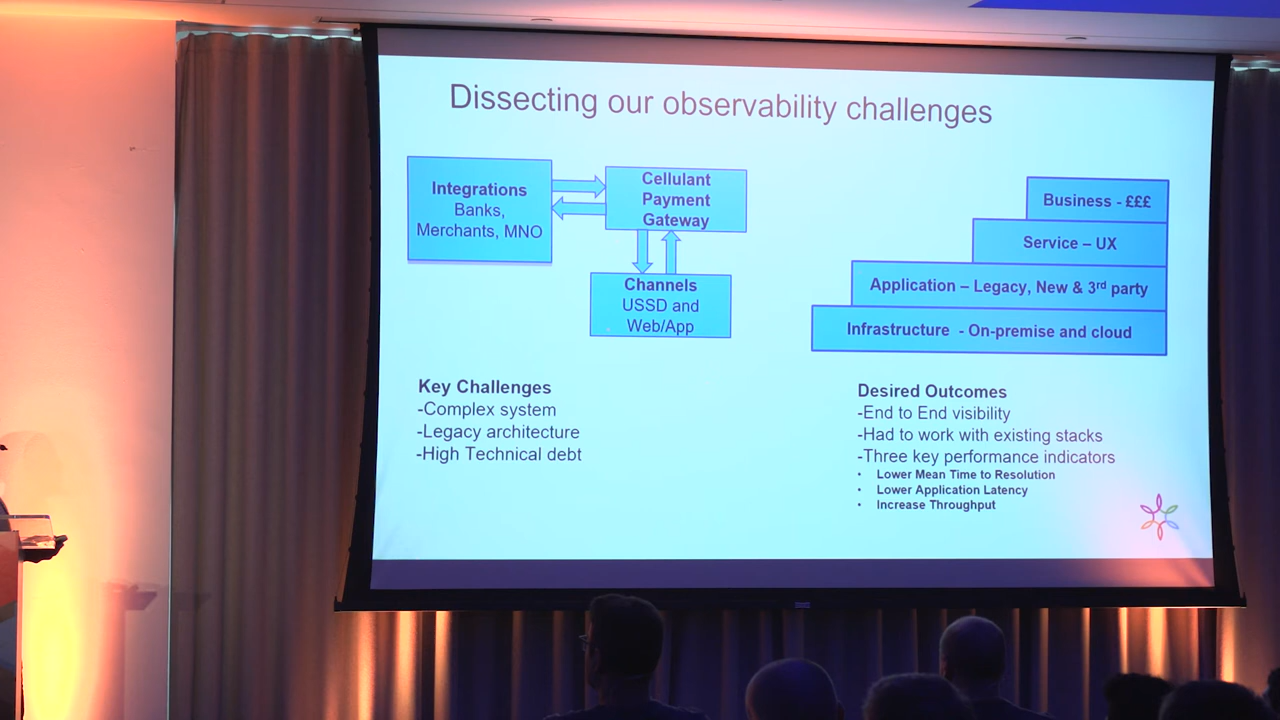 Dissecting our observability challenges
Integrations
Banks,
Merchants, MNO
Cellulant
Payment
Gateway
Channels
USSD and
Web/App
Business - £££
Service – UX
Application – Legacy, New & 3rd party
Infrastructure - On-premise and cloud
Key Challenges
-Complex system
-Legacy architecture
-High Technical debt
Desired Outcomes
-End to End visibility
-Had to work with existing stacks
-Three key performance indicators
• Lower Mean Time to Resolution
• Lower Application Latency
• Increase Throughput